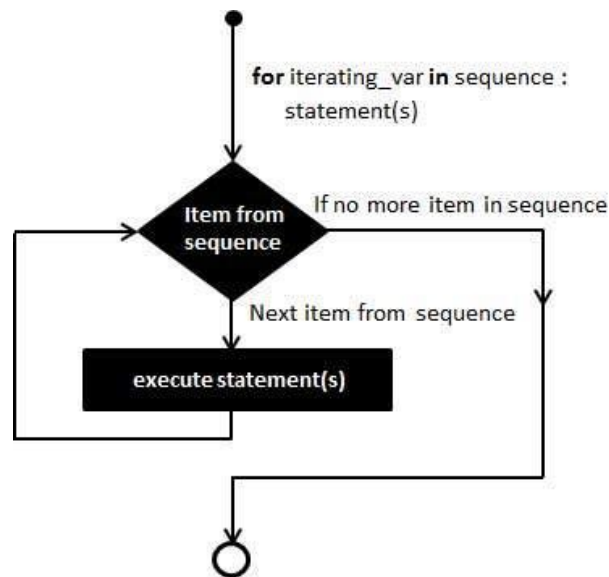 for iterating_var in sequence :
statement(s)
If no more item in sequence
Item from
sequence
Next item from sequence
execute statement(s)